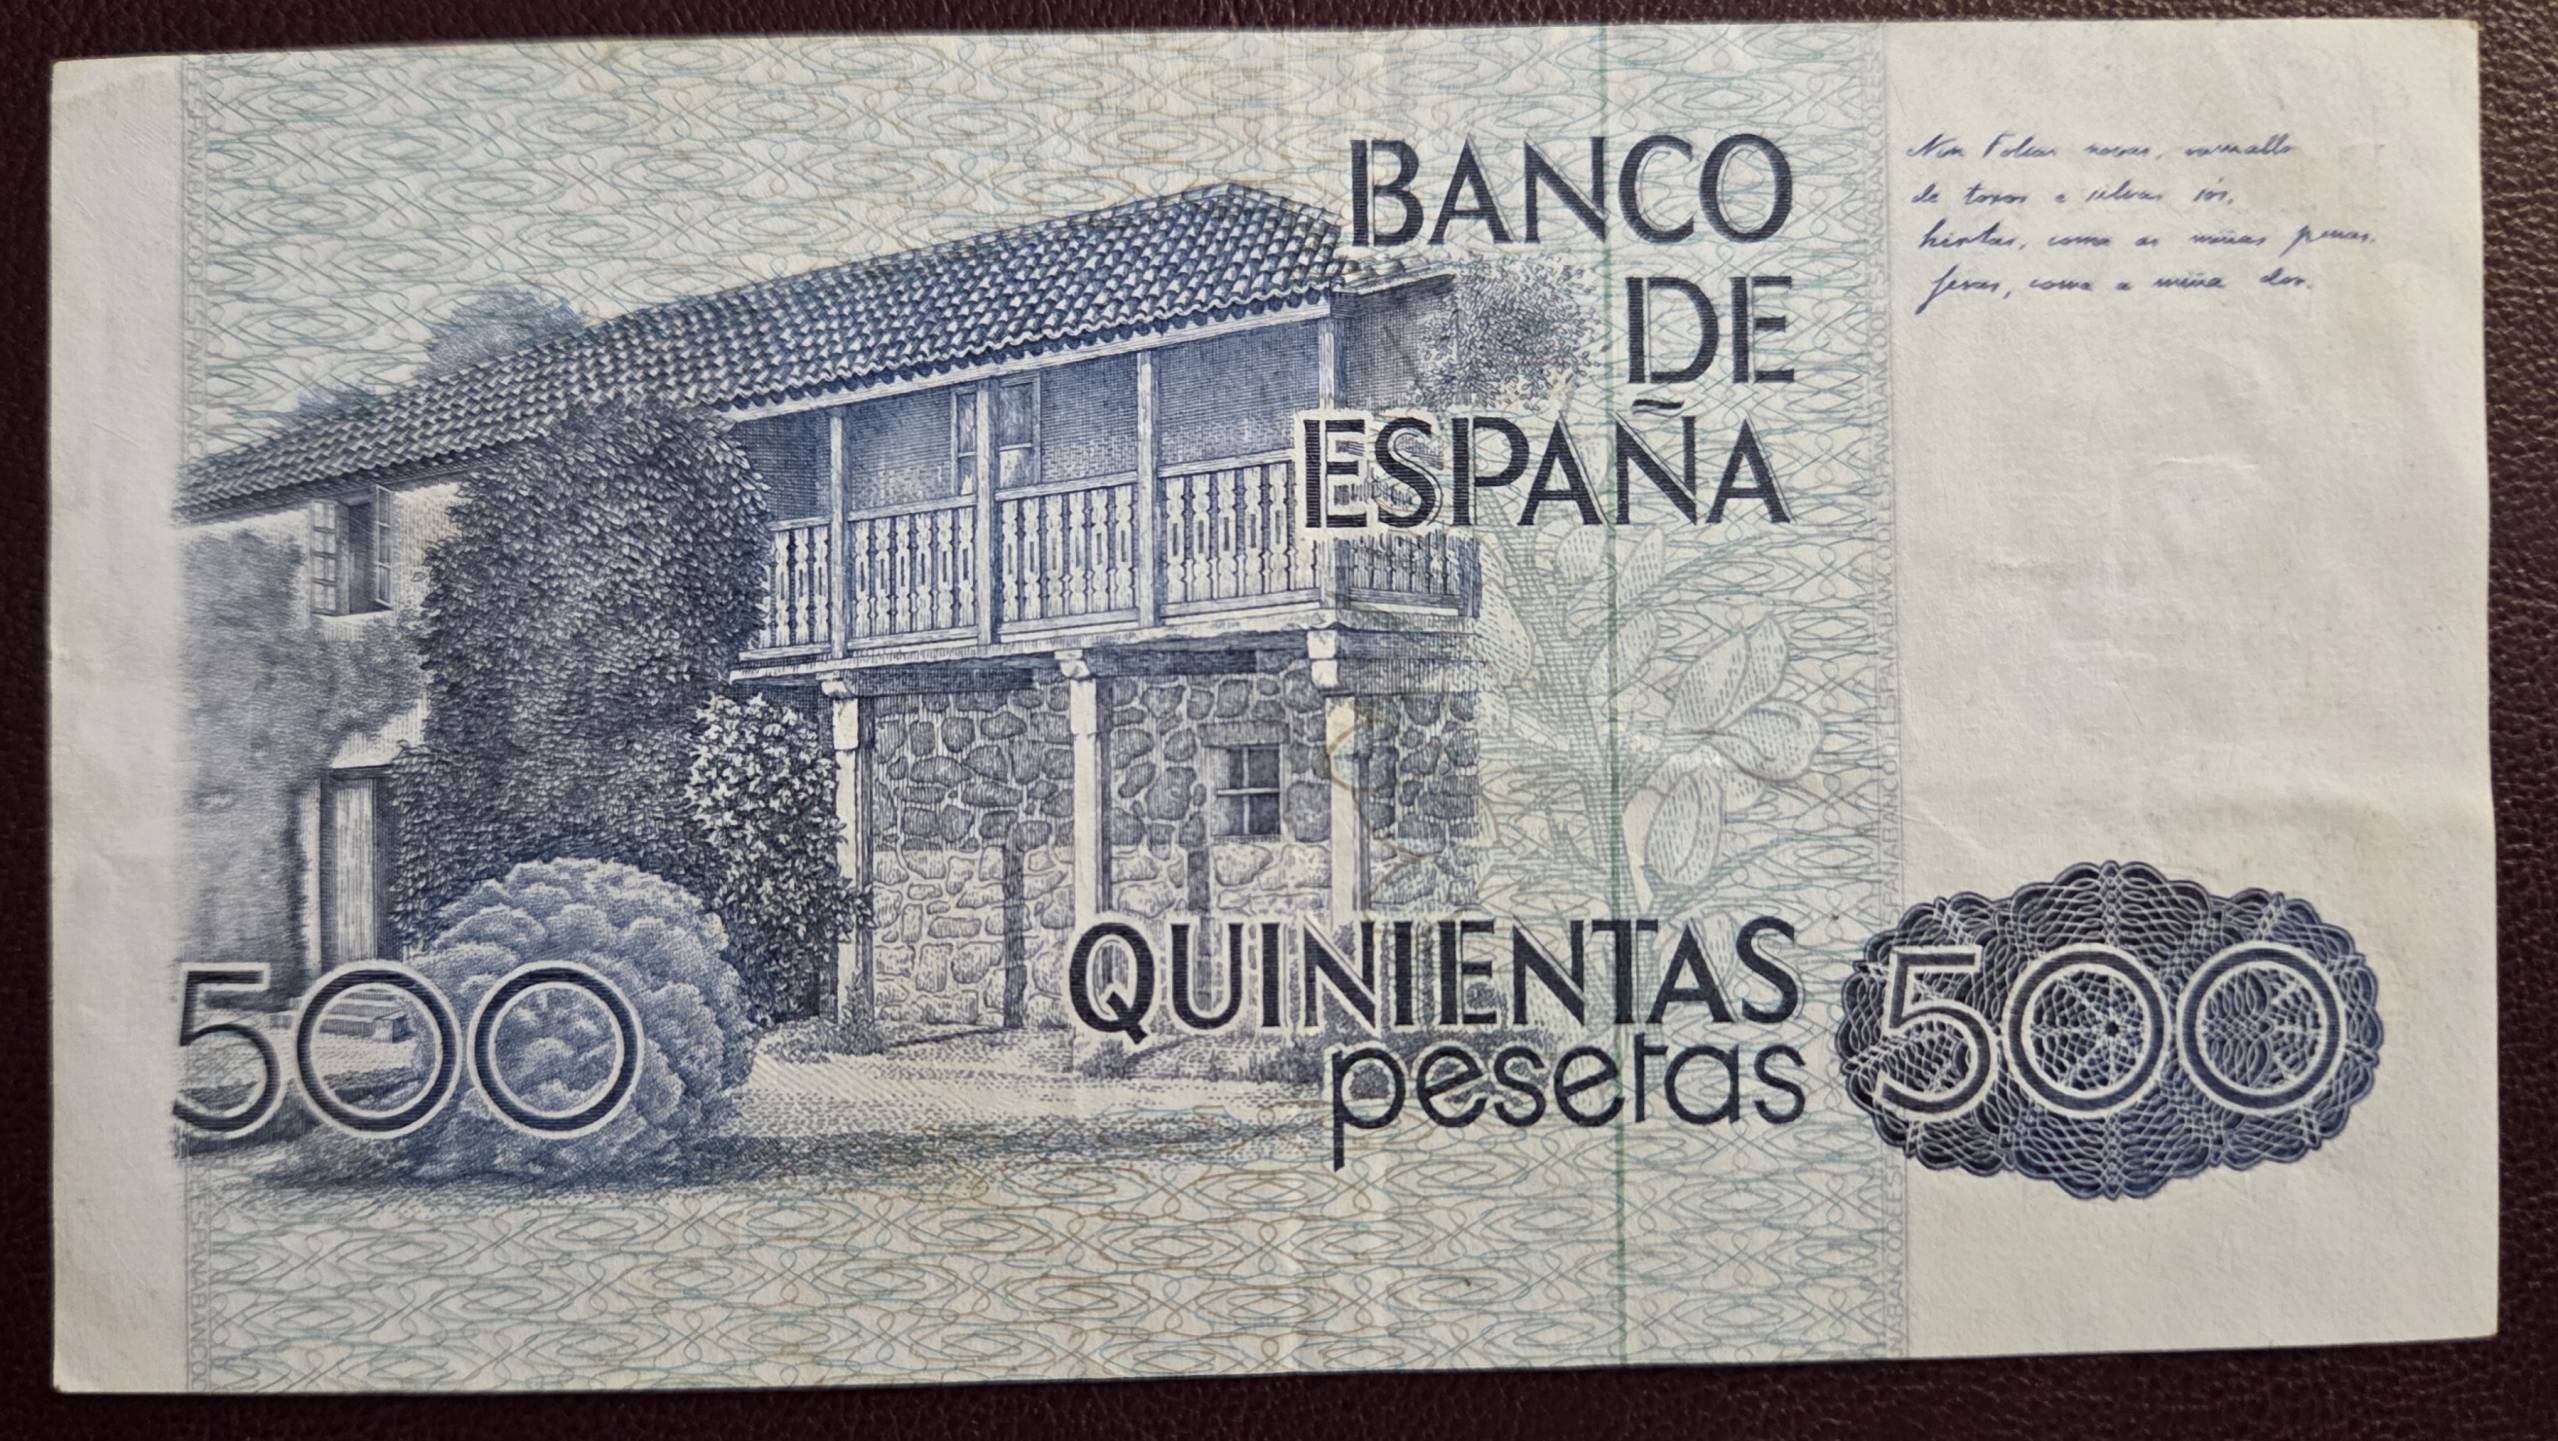 BANCO
DE
ESPAÑA
Nin Follas novas, ramallo
de toxos e silvas sós,
hirtas, como as miñas penas,
feras, como a miña dor.
500
QUINIENTAS
pesetas
500